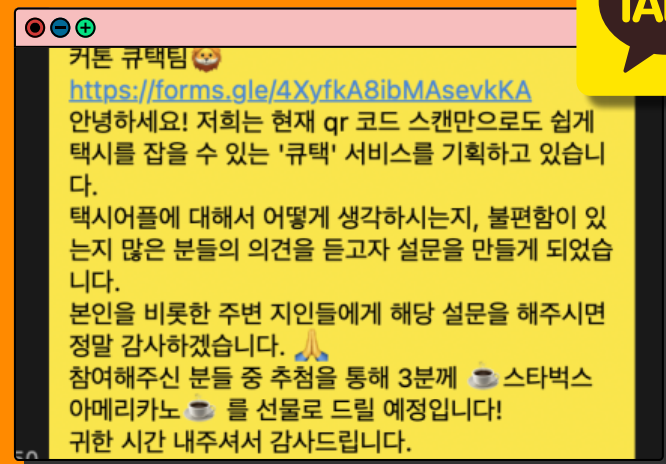 커톤 큐택팀🦁
https://forms.gle/4XyfkA8ibMAsevkKA
안녕하세요! 저희는 현재 qr 코드 스캔만으로도 쉽게
택시를 잡을 수 있는 '큐택' 서비스를 기획하고 있습니
다.
택시어플에 대해서 어떻게 생각하시는지, 불편함이 있
는지 많은 분들의 의견을 듣고자 설문을 만들게 되었습
니다.
본인을 비롯한 주변 지인들에게 해당 설문을 해주시면
정말 감사하겠습니다. 🙏
참여해주신 분들 중 추첨을 통해 3분께 ☕스타벅스
아메리카노☕ 를 선물로 드릴 예정입니다!
귀한 시간 내주셔서 감사드립니다.